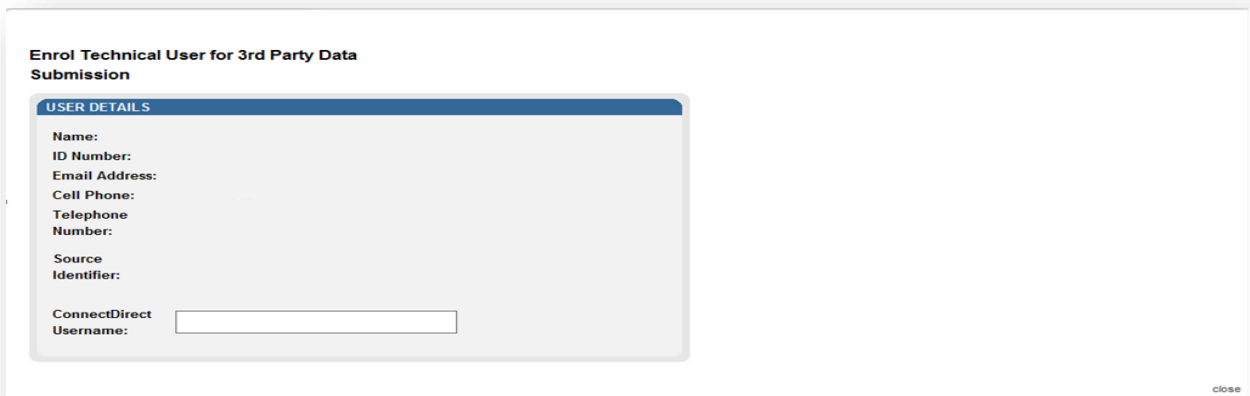 Enrol Technical User for 3rd Party Data
Submission
USER DETAILS
Name:
ID Number:
Email Address:
Cell Phone:
Telephone
Number:
Source
Identifier:
ConnectDirect
Username:
close